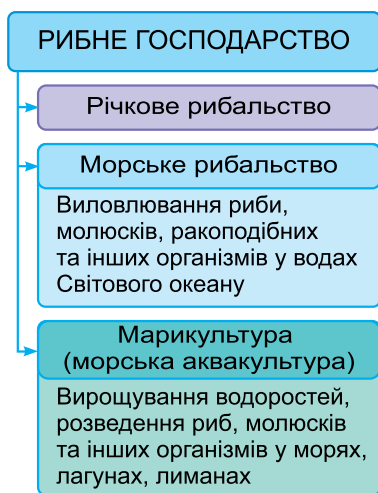 РИБНЕ ГОСПОДАРСТВО
Річкове рибальство
Морське рибальство
Виловлювання риби,
молюсків, ракоподібних
та інших організмів у водах
Світового океану
Марикультура
(морська аквакультура)
Вирощування водоростей,
розведення риб, молюсків
та інших організмів у морях,
лагунах, лиманах